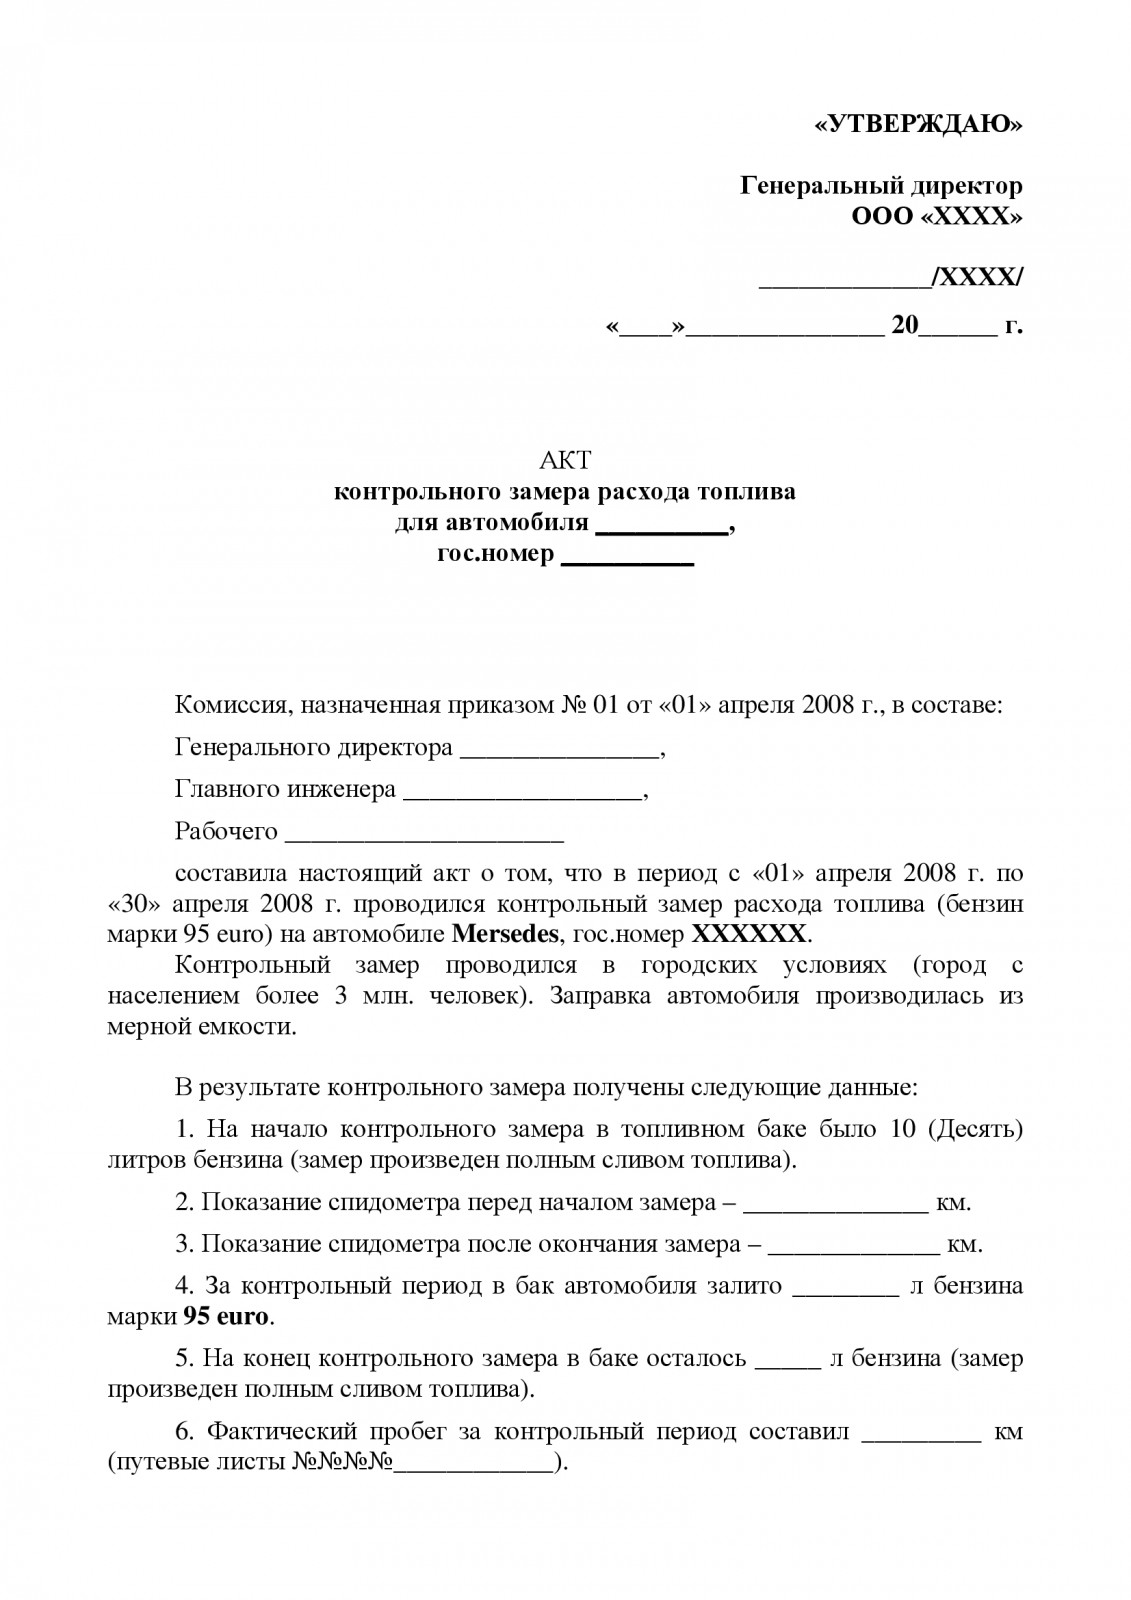 «УТВЕРЖДАЮ»
Генеральный директор
ООО «ХХХХ»
_____________/ХХХХ/
«____»_______________ 20______ г.
АКТ
контрольного замера расхода топлива
для автомобиля __________,
гос.номер __________
Комиссия, назначенная приказом № 01 от «01» апреля 2008 г., в составе:
Генерального директора _______________,
Главного инженера __________________,
Рабочего _____________________
составила настоящий акт о том, что в период с «01» апреля 2008 г. по
«30» апреля 2008 г. проводился контрольный замер расхода топлива (бензин
марки 95 euro) на автомобиле Mersedes, гос.номер ХХХХХХ.
Контрольный замер проводился в городских условиях (город с
населением более 3 млн. человек). Заправка автомобиля производилась из
мерной емкости.
В результате контрольного замера получены следующие данные:
1. На начало контрольного замера в топливном баке было 10 (Десять)
литров бензина (замер произведен полным сливом топлива).
2. Показание спидометра перед началом замера – ______________ км.
3. Показание спидометра после окончания замера – _____________ км.
4. За контрольный период в бак автомобиля залито ________ л бензина
марки 95 euro.
5. На конец контрольного замера в баке осталось _____ л бензина (замер
произведен полным сливом топлива).
6. Фактический пробег за контрольный период составил _________ км
(путевые листы №№№№____________).